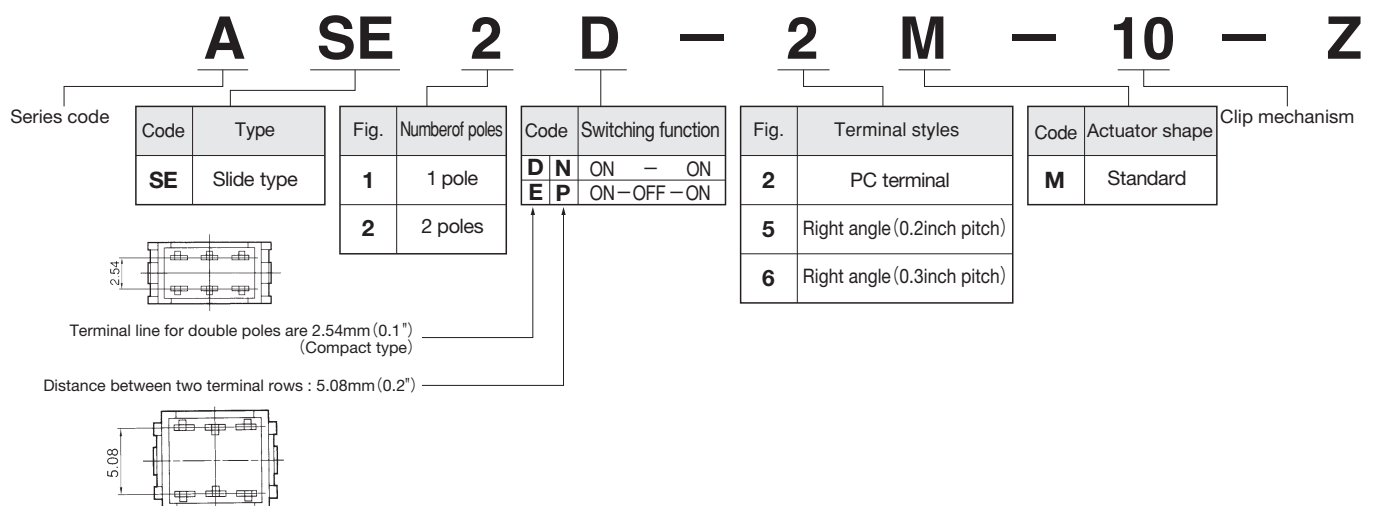 A SE 2 D — 2 M — 10 — Z
Series code
Clip mechanism
Code Type
SE Slide type
Fig. Numberof poles
1 1 pole
2 2 poles
Code Switching function
D N ON — ON
E P ON－OFF－ON
Fig. Terminal styles
2 PC terminal
5 Right angle（0.2inch pitch）
6 Right angle（0.3inch pitch）
Code Actuator shape
M Standard
2.54
Terminal line for double poles are 2.54mm（0.1"）
（Compact type）
Distance between two terminal rows : 5.08mm（0.2"）
5.08